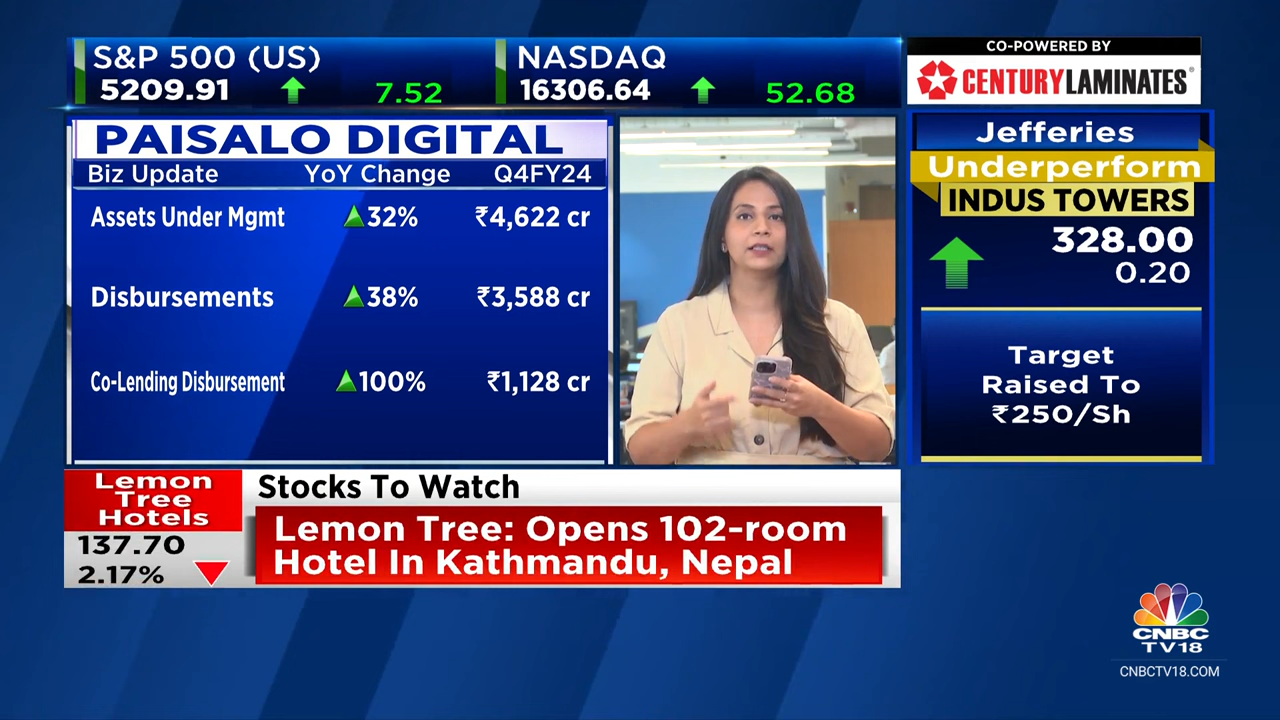 S&P 500 (US)
5209.91 7.52
NASDAQ
16306.64 52.68
CO-POWERED BY
CENTURYLAMINATES®
PAISALO DIGITAL
Biz Update YoY Change Q4FY24
Assets Under Mgmt 32% ₹4,622 cr
Disbursements 38% ₹3,588 cr
Co-Lending Disbursement 100% ₹1,128 cr
Jefferies
Underperform
INDUS TOWERS
328.00
0.20
Target
Raised To
₹250/Sh
Lemon
Tree
Hotels
137.70
2.17%
Stocks To Watch
Lemon Tree: Opens 102-room
Hotel In Kathmandu, Nepal
CNBC
TV18
CNBCTV18.COM